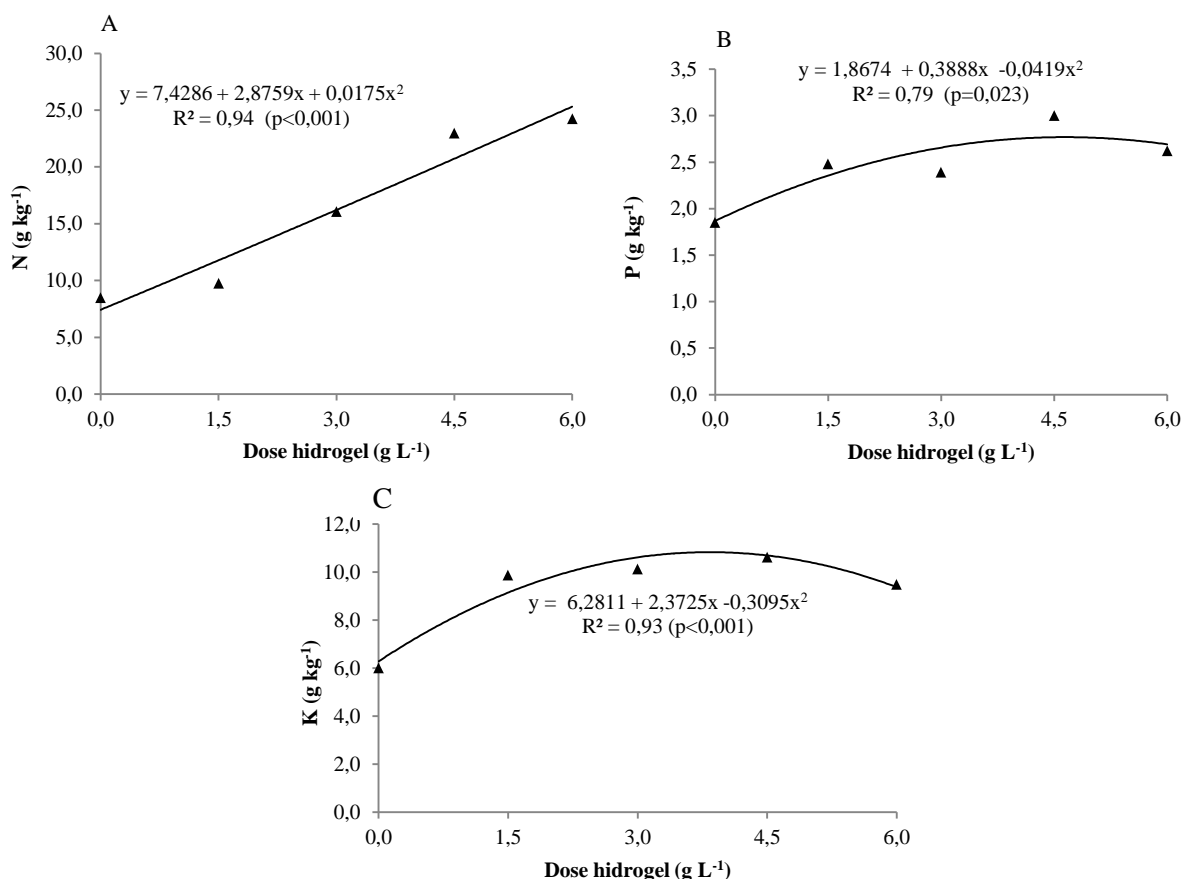 A
30,0
25,0
20,0
15,0
10,0
5,0
0,0
N (g kg⁻¹)
y = 7,4286 + 2,8759x + 0,0175x²
R² = 0,94 (p<0,001)
0,0 1,5 3,0 4,5 6,0
Dose hidrogel (g L⁻¹)
B
3,5
3,0
2,5
2,0
1,5
1,0
0,5
0,0
P (g kg⁻¹)
y = 1,8674 + 0,3888x -0,0419x²
R² = 0,79 (p=0,023)
0,0 1,5 3,0 4,5 6,0
Dose hidrogel (g L⁻¹)
C
12,0
10,0
8,0
6,0
4,0
2,0
0,0
K (g kg⁻¹)
y = 6,2811 + 2,3725x -0,3095x²
R² = 0,93 (p<0,001)
0,0 1,5 3,0 4,5 6,0
Dose hidrogel (g L⁻¹)